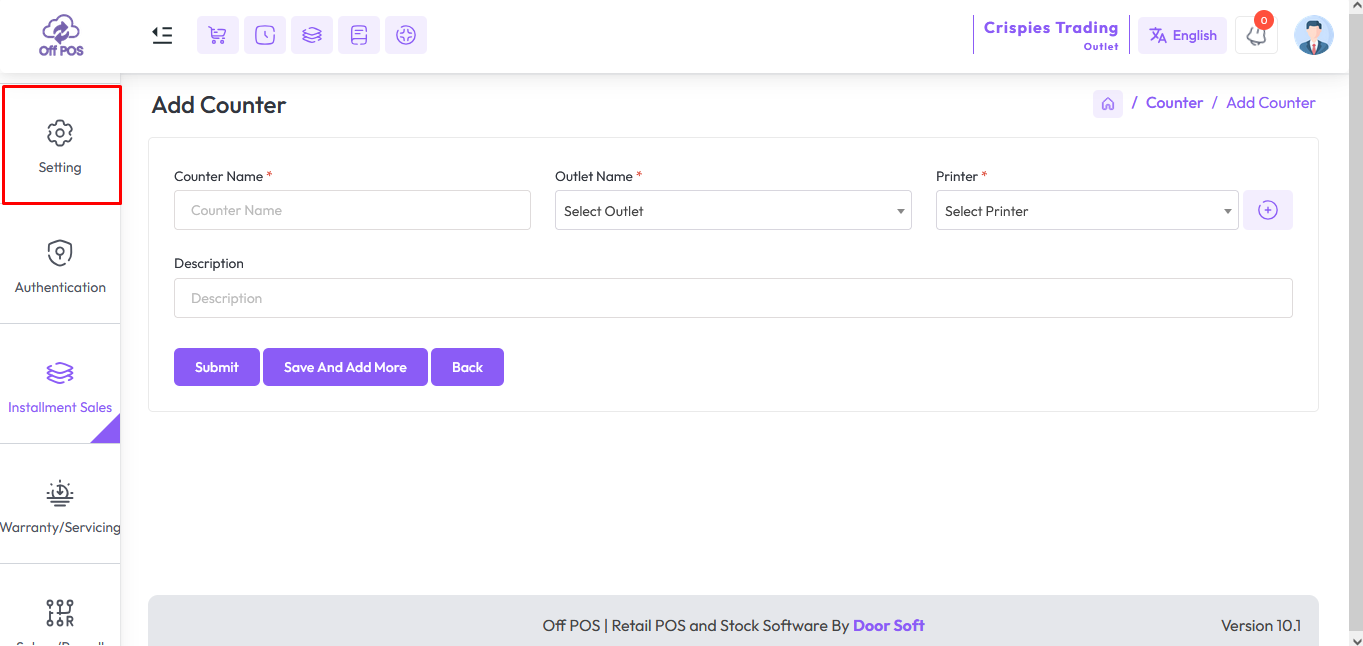 Off POS
Crispies Trading
Outlet
English
0
Setting
Authentication
Installment Sales
Warranty/Servicing
Add Counter
/ Counter / Add Counter
Counter Name *
Outlet Name *
Printer *
Counter Name
Select Outlet
Select Printer
Description
Description
Submit
Save And Add More
Back
Off POS | Retail POS and Stock Software By Door Soft
Version 10.1